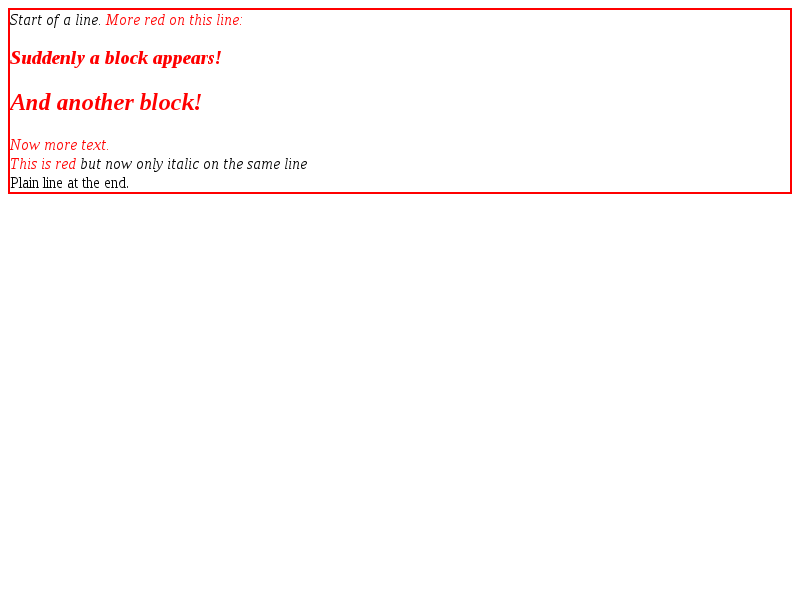 Start of a line. More red on this line:
Suddenly a block appears!
And another block!
Now more text.
This is red but now only italic on the same line
Plain line at the end.